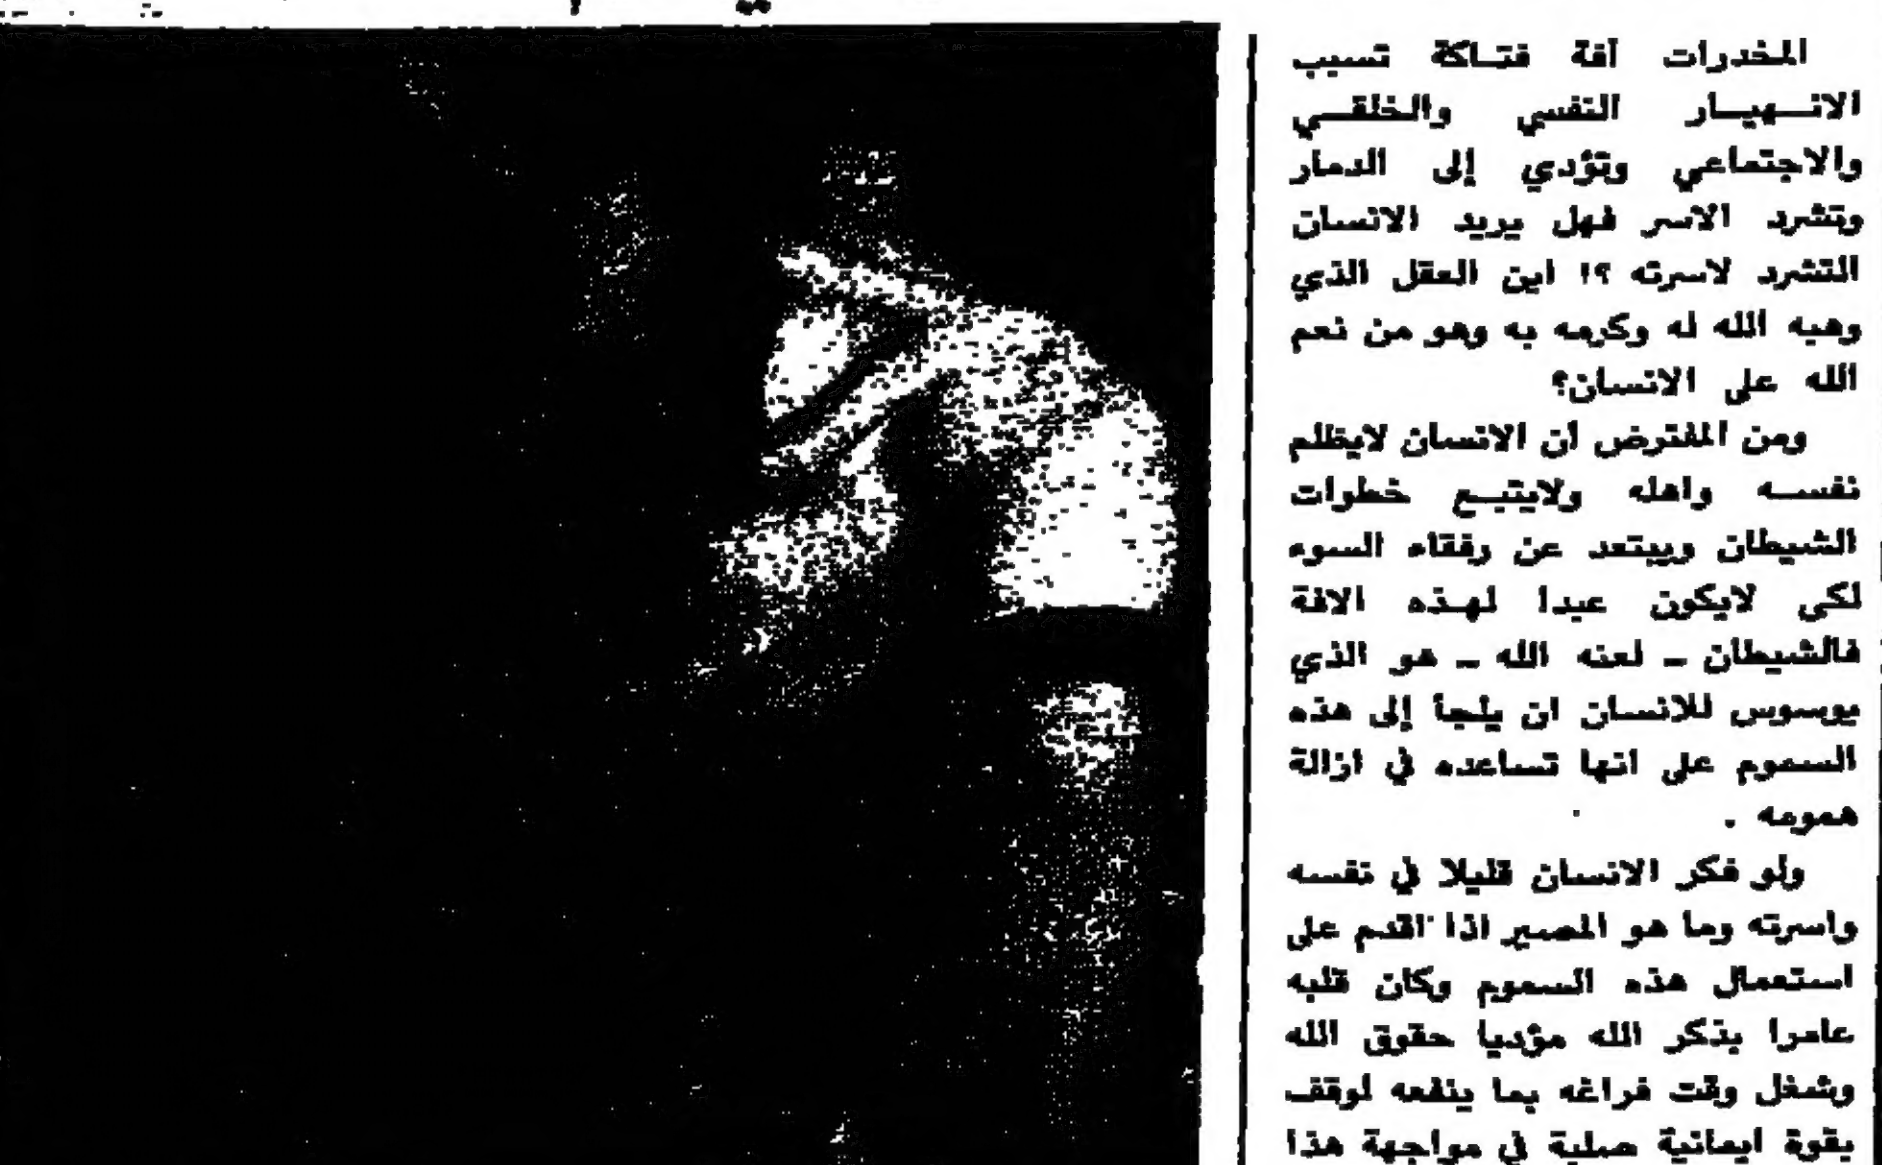 المخدرات آفة فتاكة تسبب
الانهيار النفسي والخلقي
والاجتماعي وتؤدي إلى الدمار
وتشرد الاسر فهل يريد الانسان
التشرد لاسرته ؟! اين العقل الذي
وهبه الله له وكرمه به وهو من نعم
الله على الانسان؟
ومن المفترض أن الانسان لايظلم
نفسه واهله ولايتبع خطوات
الشيطان ويبتعد عن رفقاء السوء
لكي لايكون عبدا لهذه الافة
فالشيطان ـ لعنه الله ـ هو الذي
يوسوس للانسان ان يلجأ إلى هذه
السموم على انها تساعده في ازالة
همومه .
ولو فكر الانسان قليلا في نفسه
واسرته وما هو المصير اذا اقدم على
استعمال هذه السموم وكان قلبه
عامرا بذكر الله مؤديا حقوق الله
وشغل وقت فراغه بما ينفعه لوقف
بقوة ايمانية صلبة في مواجهة هذا